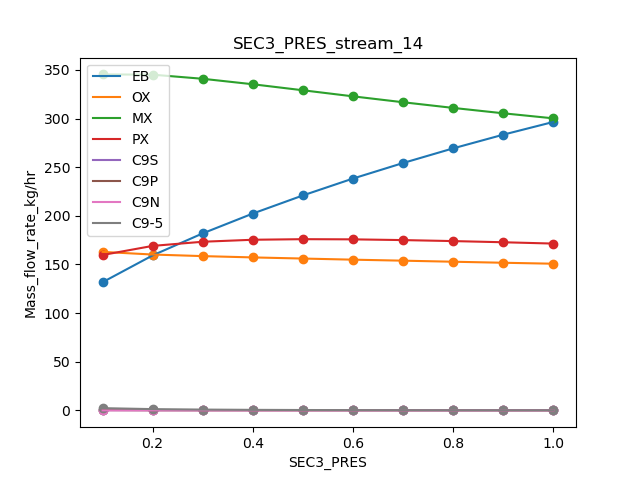 SEC3_PRES_stream_14
Mass_flow_rate_kg/hr
350
300
250
200
150
100
50
0
EB
OX
MX
PX
C9S
C9P
C9N
C9-5
0.2 0.4 0.6 0.8 1.0
SEC3_PRES